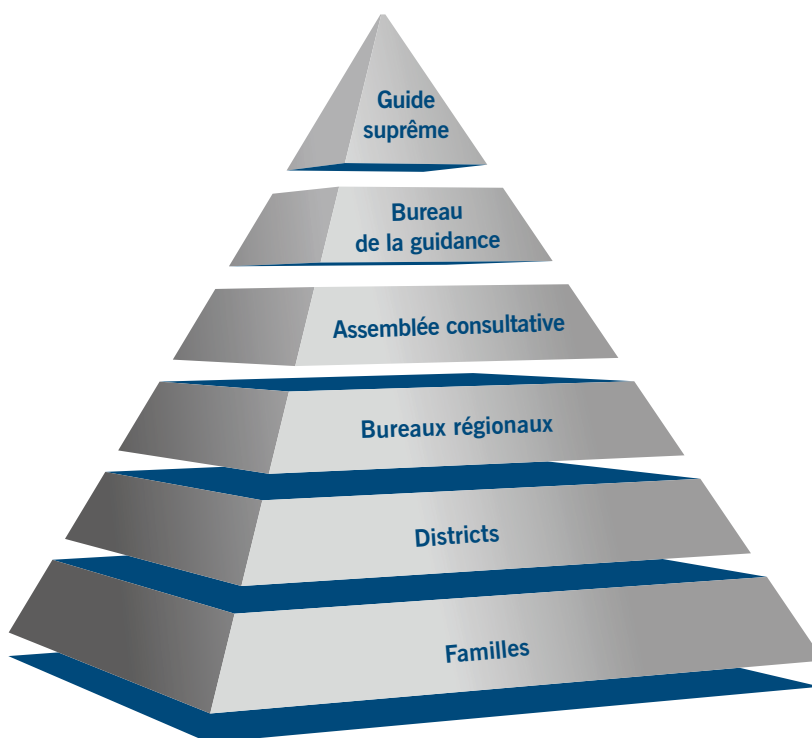 Guide
suprême
Bureau
de la guidance
Assemblée consultative
Bureaux régionaux
Districts
Familles